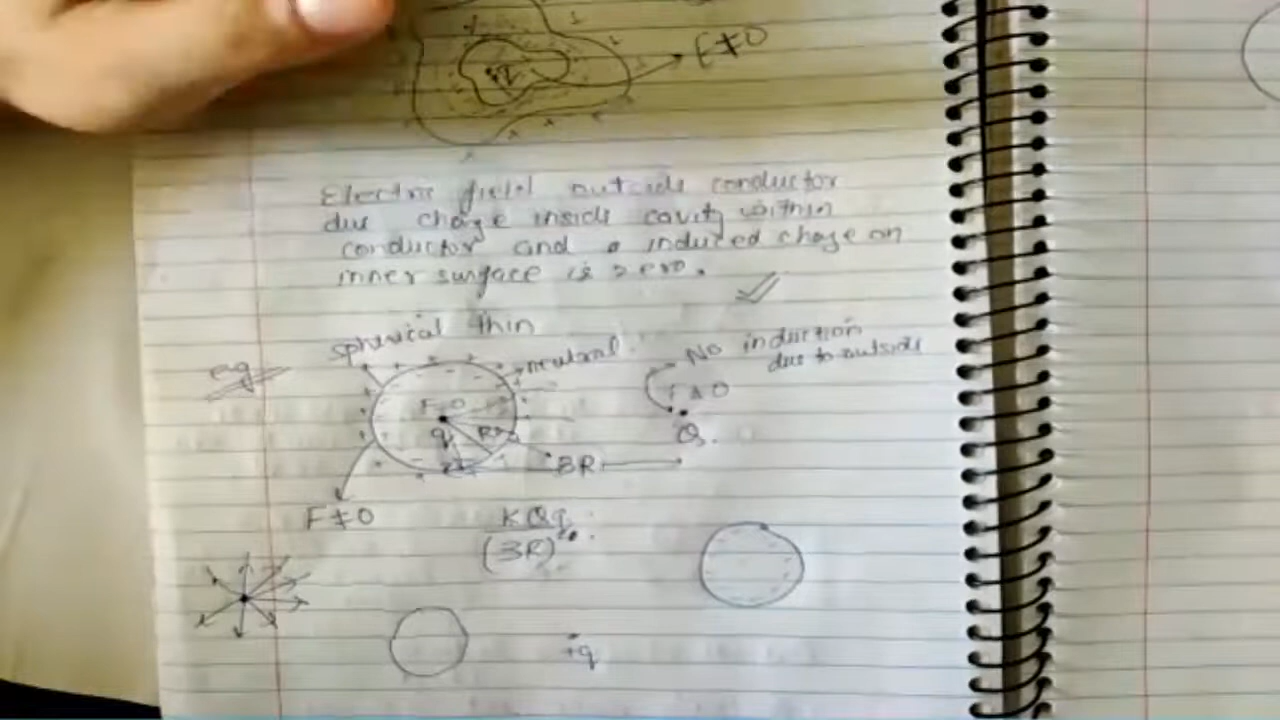 E≠0
Electric field outside conductor
due charge inside cavity within
conductor and a induced charge on
inner surface is zero.
spherical thin
eg
neutral.
No induction
due to outside
F=0
q
R
F≠0
Q.
3R
F≠0
KQq
(3R)²
+q